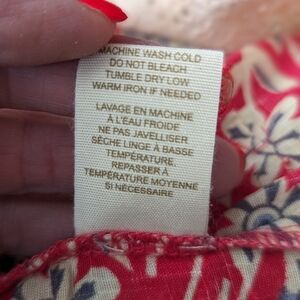 MACHINE WASH COLD
DO NOT BLEACH
TUMBLE DRY LOW
WARM IRON IF NEEDED
LAVAGE EN MACHINE
À L'EAU FROIDE
NE PAS JAVELLISER
SÈCHE LINGE À BASSE
TEMPÉRATURE,
REPASSER À
TEMPÉRATURE MOYENNE
SI NÉCESSAIRE